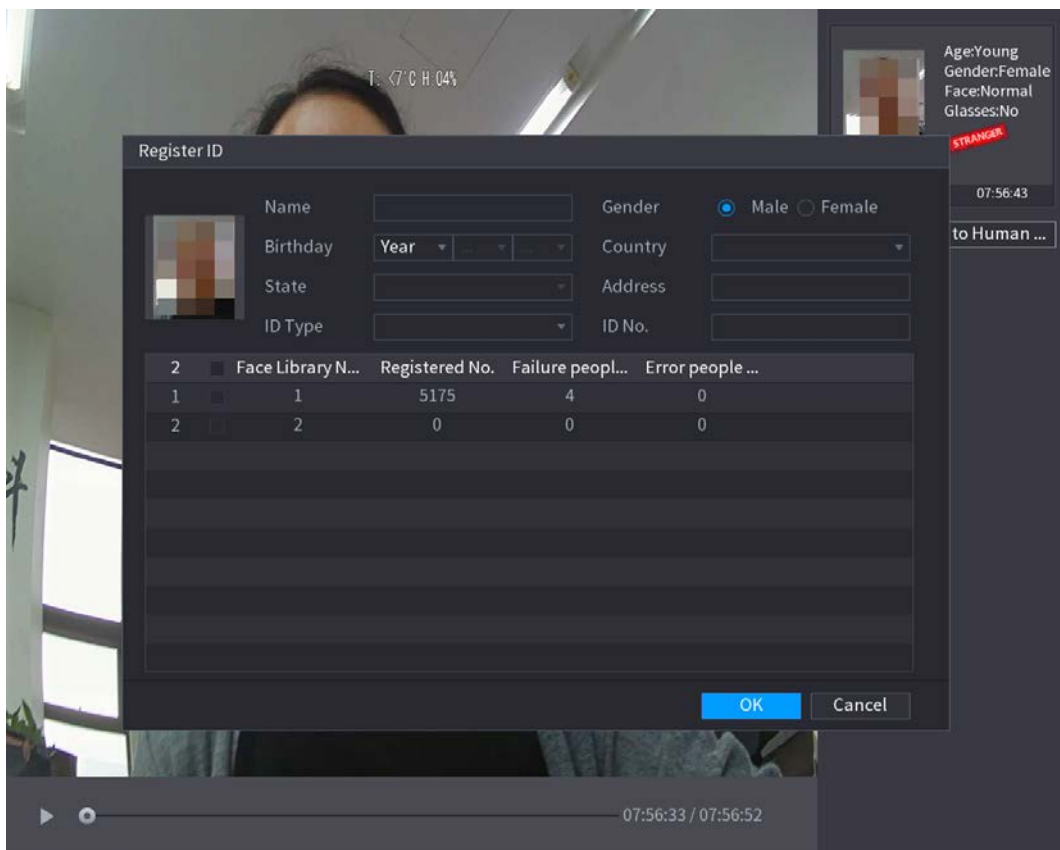 T: <7°C H:04%
Age:Young
Gender:Female
Face:Normal
Glasses:No
STRANGER
07:56:43
to Human ...
Register ID
Name
Gender Male Female
Birthday Year ... ... Country
State Address
ID Type ID No.
2 Face Library N... Registered No. Failure peopl... Error people ...
1 1 5175 4 0
2 2 0 0 0
OK Cancel
07:56:33 / 07:56:52